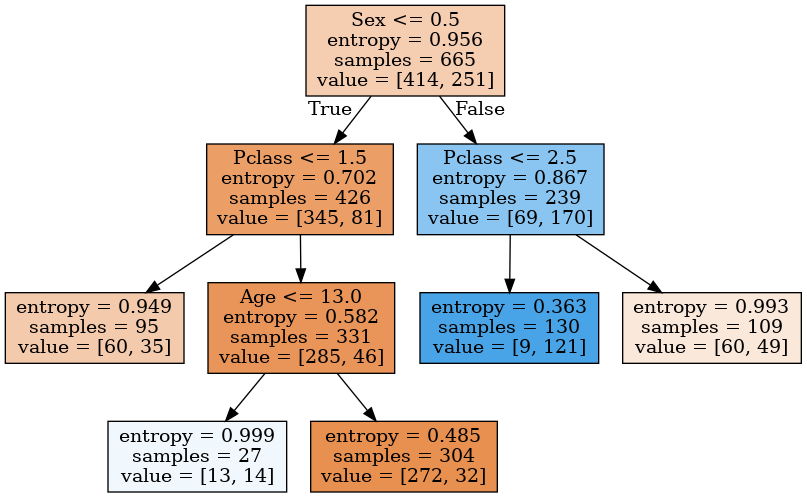 Sex <= 0.5
entropy = 0.956
samples = 665
value = [414, 251]
True
False
Pclass <= 1.5
entropy = 0.702
samples = 426
value = [345, 81]
Pclass <= 2.5
entropy = 0.867
samples = 239
value = [69, 170]
entropy = 0.949
samples = 95
value = [60, 35]
Age <= 13.0
entropy = 0.582
samples = 331
value = [285, 46]
entropy = 0.363
samples = 130
value = [9, 121]
entropy = 0.993
samples = 109
value = [60, 49]
entropy = 0.999
samples = 27
value = [13, 14]
entropy = 0.485
samples = 304
value = [272, 32]